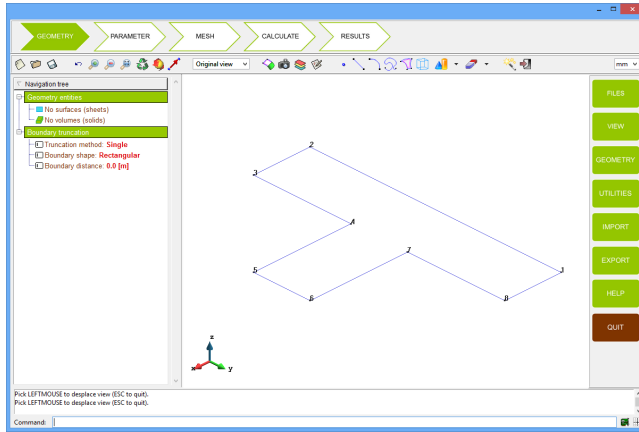 GEOMETRY PARAMETER MESH CALCULATE RESULTS
Original view mm
Navigation tree
Geometry entities
No surfaces (sheets)
No volumes (solids)
Boundary truncation
Truncation method: Single
Boundary shape: Rectangular
Boundary distance: 0.0 [m]
2
3
4
7
5
1
6
8
z
x
y
FILES
VIEW
GEOMETRY
UTILITIES
IMPORT
EXPORT
HELP
QUIT
Pick LEFTMOUSE to desplace view (ESC to quit).
Pick LEFTMOUSE to desplace view (ESC to quit).
Command: